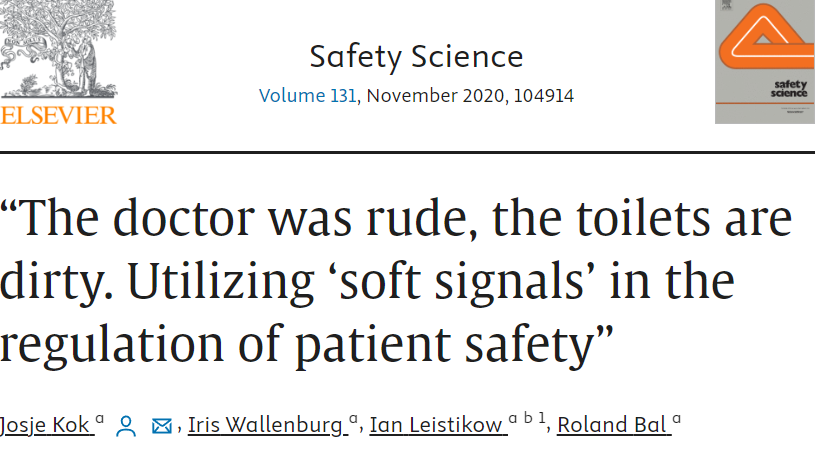 ELSEVIER
Safety Science
Volume 131, November 2020, 104914
safety
science
“The doctor was rude, the toilets are
dirty. Utilizing ‘soft signals’ in the
regulation of patient safety”
Josje Kok a, Iris Wallenburg a, Ian Leistikow a b 1, Roland Bal a